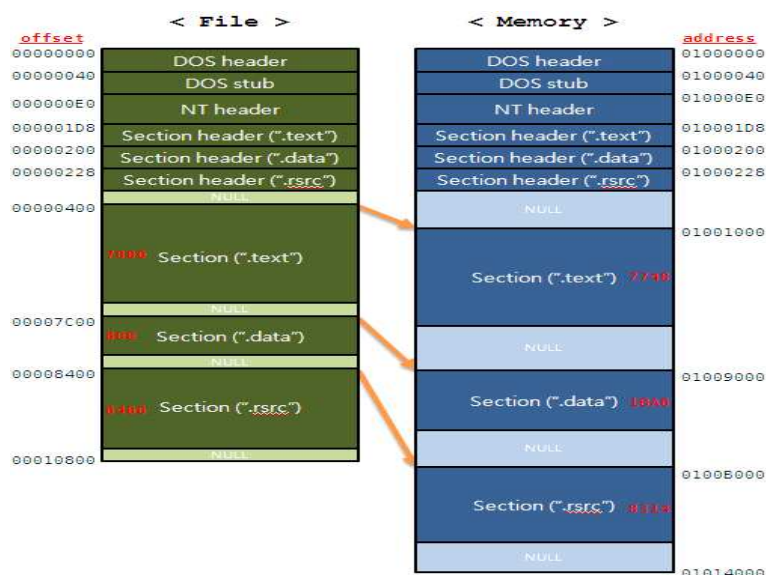 < File >
offset
00000000
DOS header
00000040
DOS stub
000000E0
NT header
000001D8
Section header (".text")
00000200
Section header (".data")
00000228
Section header (".rsrc")
NULL
00000400
Section (".text")
NULL
00007C00
800 Section (".data")
NULL
00008400
Section (".rsrc")
NULL
00010800
< Memory >
address
DOS header
01000000
DOS stub
01000040
NT header
010000E0
Section header (".text")
010001D8
Section header (".data")
01000200
Section header (".rsrc")
01000228
NULL
01001000
Section (".text") 7748
NULL
01009000
Section (".data")
NULL
0100B000
Section (".rsrc")
NULL
01014000